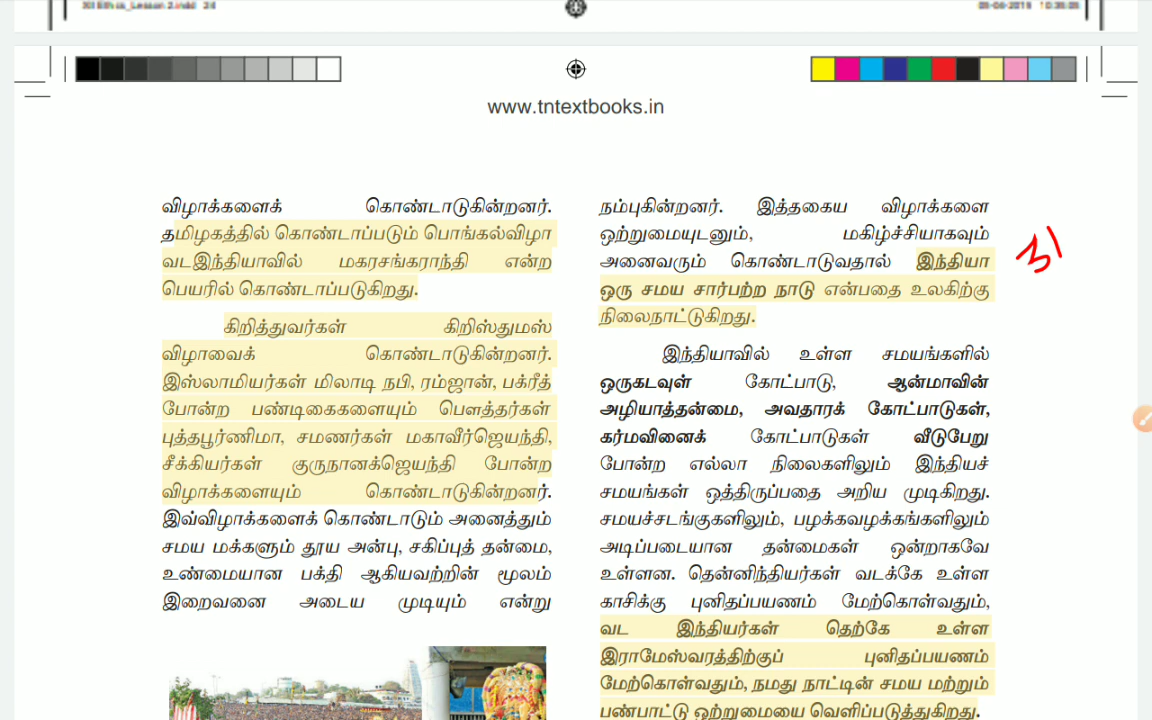 www.tntextbooks.in
விழாக்களைக் கொண்டாடுகின்றனர்.
தமிழகத்தில் கொண்டாப்படும் பொங்கல்விழா
வடஇந்தியாவில் மகரசங்கராந்தி என்ற
பெயரில் கொண்டாப்படுகிறது.
கிறித்துவர்கள் கிறிஸ்துமஸ்
விழாவைக் கொண்டாடுகின்றனர்.
இஸ்லாமியர்கள் மிலாடி நபி, ரம்ஜான், பக்ரீத்
போன்ற பண்டிகைகளையும் பௌத்தர்கள்
புத்தபூர்ணிமா, சமணர்கள் மகாவீர்ஜெயந்தி,
சீக்கியர்கள் குருநானக்ஜெயந்தி போன்ற
விழாக்களையும் கொண்டாடுகின்றனர்.
இவ்விழாக்களைக் கொண்டாடும் அனைத்தும்
சமய மக்களும் தூய அன்பு, சகிப்புத் தன்மை,
உண்மையான பக்தி ஆகியவற்றின் மூலம்
இறைவனை அடைய முடியும் என்று
நம்புகின்றனர். இத்தகைய விழாக்களை
ஒற்றுமையுடனும், மகிழ்ச்சியாகவும்
அனைவரும் கொண்டாடுவதால் இந்தியா
ஒரு சமய சார்பற்ற நாடு என்பதை உலகிற்கு
நிலைநாட்டுகிறது.
இந்தியாவில் உள்ள சமயங்களில்
ஒருகடவுள் கோட்பாடு, ஆன்மாவின்
அழியாத்தன்மை, அவதாரக் கோட்பாடுகள்,
கர்மவினைக் கோட்பாடுகள் வீடுபேறு
போன்ற எல்லா நிலைகளிலும் இந்தியச்
சமயங்கள் ஒத்திருப்பதை அறிய முடிகிறது.
சமயச்சடங்குகளிலும், பழக்கவழக்கங்களிலும்
அடிப்படையான தன்மைகள் ஒன்றாகவே
உள்ளன. தென்னிந்தியர்கள் வடக்கே உள்ள
காசிக்கு புனிதப்பயணம் மேற்கொள்வதும்,
வட இந்தியர்கள் தெற்கே உள்ள
இராமேஸ்வரத்திற்குப் புனிதப்பயணம்
மேற்கொள்வதும், நமது நாட்டின் சமய மற்றும்
பண்பாட்டு ஒற்றுமையை வெளிப்படுத்துகிறது.